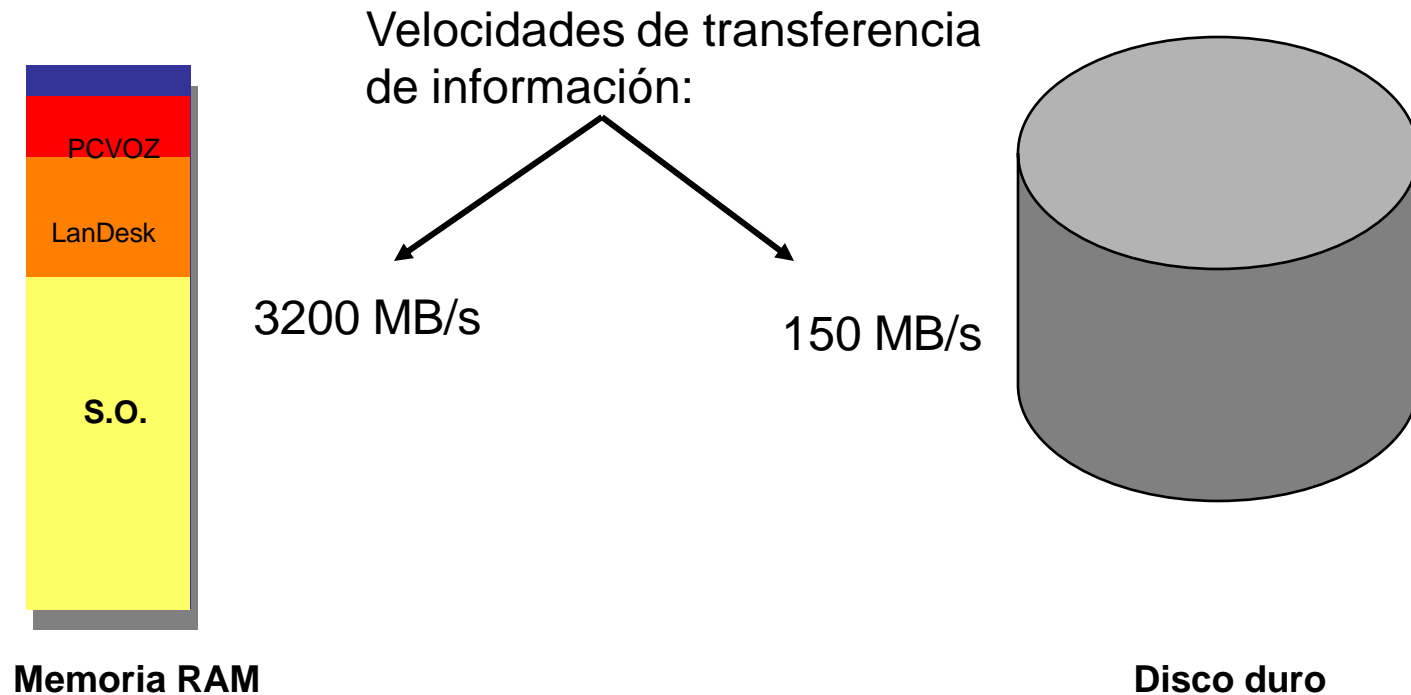 Velocidades de transferencia
de información:
PCVOZ
LanDesk
3200 MB/s
150 MB/s
S.O.
Memoria RAM
Disco duro